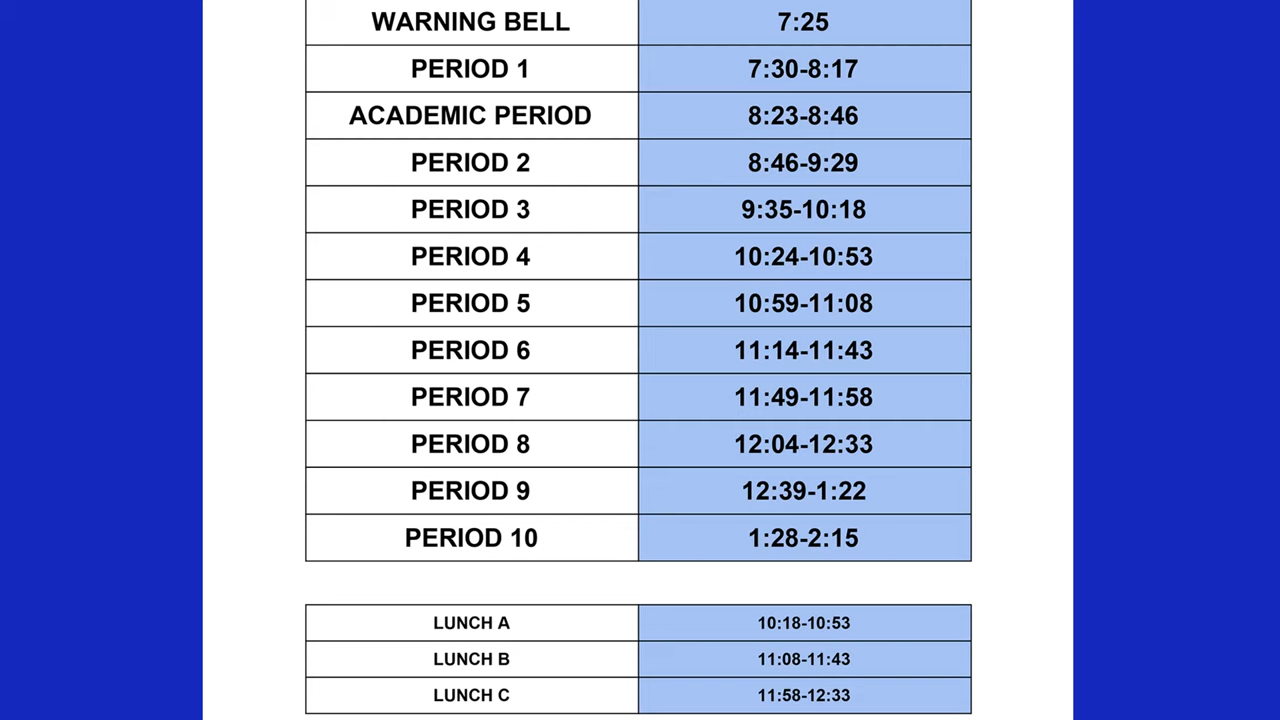 WARNING BELL 7:25
PERIOD 1 7:30-8:17
ACADEMIC PERIOD 8:23-8:46
PERIOD 2 8:46-9:29
PERIOD 3 9:35-10:18
PERIOD 4 10:24-10:53
PERIOD 5 10:59-11:08
PERIOD 6 11:14-11:43
PERIOD 7 11:49-11:58
PERIOD 8 12:04-12:33
PERIOD 9 12:39-1:22
PERIOD 10 1:28-2:15
LUNCH A 10:18-10:53
LUNCH B 11:08-11:43
LUNCH C 11:58-12:33